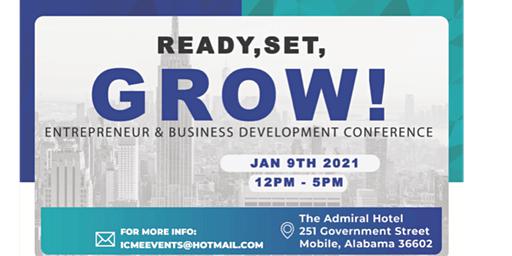 READY,SET,
GROW!
ENTREPRENEUR & BUSINESS DEVELOPMENT CONFERENCE
JAN 9TH 2021
12PM - 5PM
FOR MORE INFO:
ICMEEVENTS@HOTMAIL.COM
The Admiral Hotel
251 Government Street
Mobile, Alabama 36602